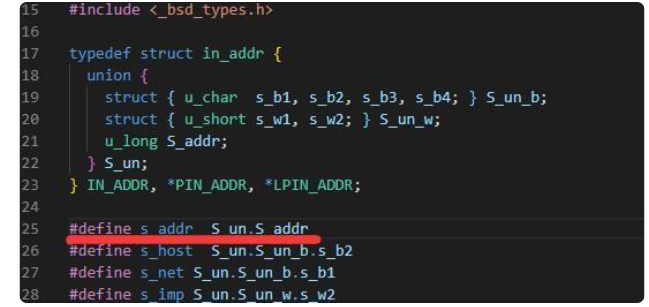 15 #include <_bsd_types.h>
16
17 typedef struct in_addr {
18 union {
19 struct { u_char s_b1, s_b2, s_b3, s_b4; } S_un_b;
20 struct { u_short s_w1, s_w2; } S_un_w;
21 u_long S_addr;
22 } S_un;
23 } IN_ADDR, *PIN_ADDR, *LPIN_ADDR;
24
25 #define s_addr S_un.S_addr
26 #define s_host S_un.S_un_b.s_b2
27 #define s_net S_un.S_un_b.s_b1
28 #define s_imp S_un.S_un_w.s_w2